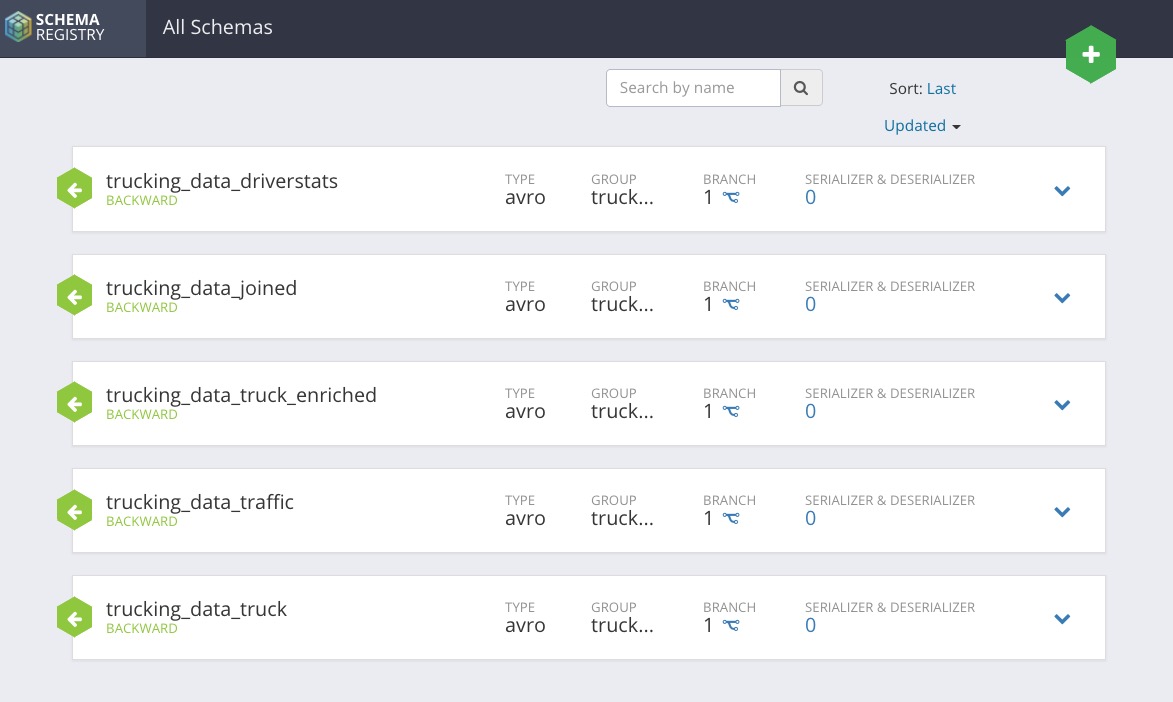 SCHEMA
REGISTRY
All Schemas
Search by name
Sort: Last
Updated
trucking_data_driverstats
BACKWARD
TYPE GROUP BRANCH SERIALIZER & DESERIALIZER
avro truck... 1 0
trucking_data_joined
BACKWARD
TYPE GROUP BRANCH SERIALIZER & DESERIALIZER
avro truck... 1 0
trucking_data_truck_enriched
BACKWARD
TYPE GROUP BRANCH SERIALIZER & DESERIALIZER
avro truck... 1 0
trucking_data_traffic
BACKWARD
TYPE GROUP BRANCH SERIALIZER & DESERIALIZER
avro truck... 1 0
trucking_data_truck
BACKWARD
TYPE GROUP BRANCH SERIALIZER & DESERIALIZER
avro truck... 1 0